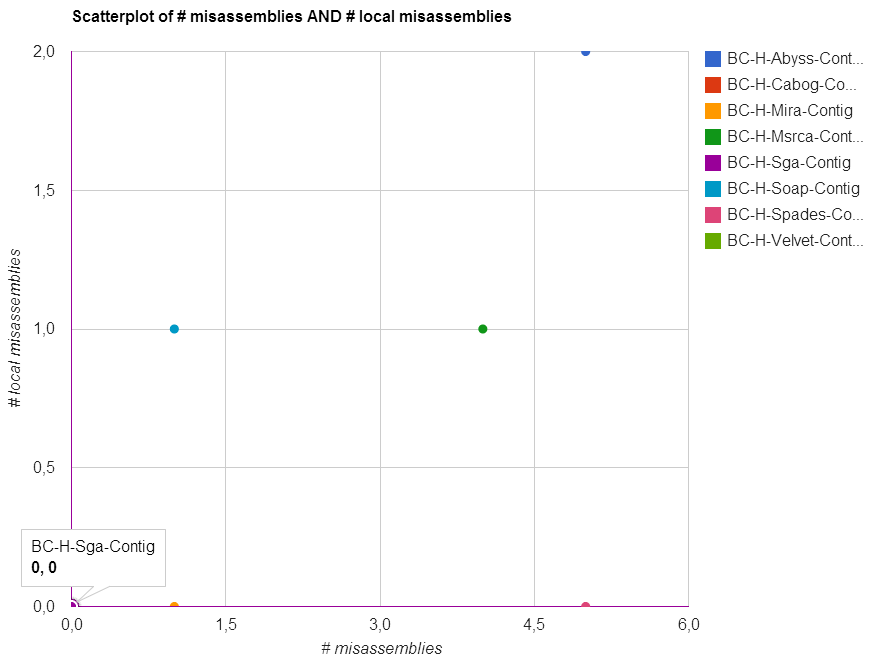 Scatterplot of # misassemblies AND # local misassemblies
2,0
1,5
1,0
0,5
0,0
# local misassemblies
BC-H-Sga-Contig
0, 0
0,0
1,5
3,0
4,5
6,0
# misassemblies
BC-H-Abyss-Cont...
BC-H-Cabog-Co...
BC-H-Mira-Contig
BC-H-Msrca-Cont...
BC-H-Sga-Contig
BC-H-Soap-Contig
BC-H-Spades-Co...
BC-H-Velvet-Cont...